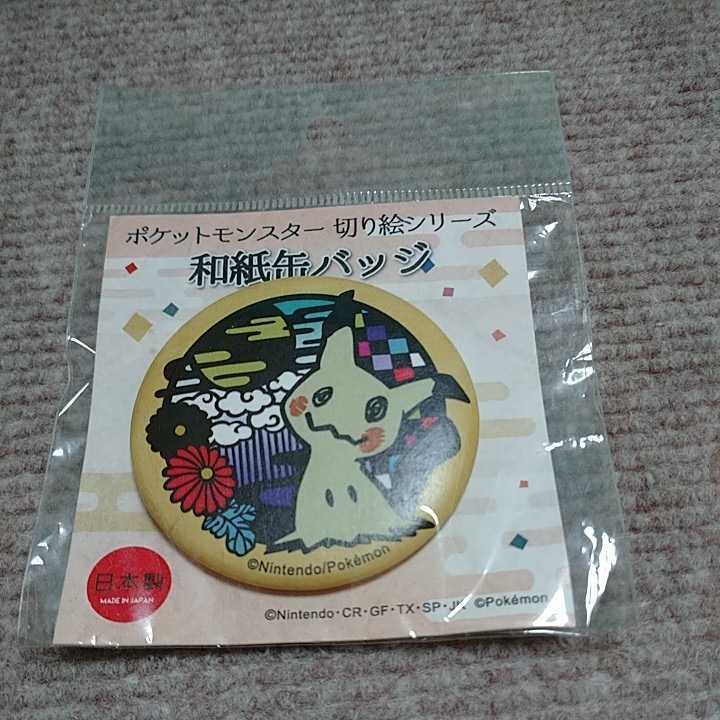 ポケットモンスター 切り絵シリーズ
和紙缶バッジ
©Nintendo/Pokémon
日本製
MADE IN JAPAN
©Nintendo・CR・GF・TX・SP・JK ©Pokémon